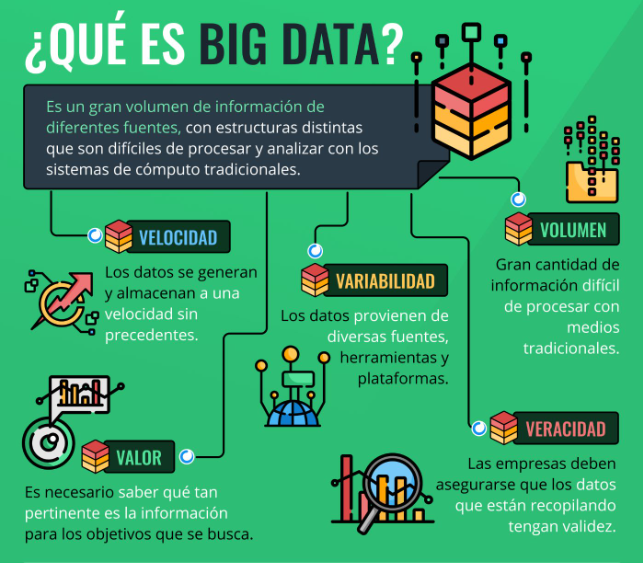 ¿QUÉ ES BIG DATA?
Es un gran volumen de información de
diferentes fuentes, con estructuras distintas
que son difíciles de procesar y analizar con los
sistemas de cómputo tradicionales.
VELOCIDAD
Los datos se generan
y almacenan a una
velocidad sin
precedentes.
VARIABILIDAD
Los datos provienen de
diversas fuentes,
herramientas y
plataformas.
VOLUMEN
Gran cantidad de
información difícil
de procesar con
medios
tradicionales.
VALOR
Es necesario saber qué tan
pertinente es la información
para los objetivos que se busca.
VERACIDAD
Las empresas deben
asegurarse que los datos
que están recopilando
tengan validez.